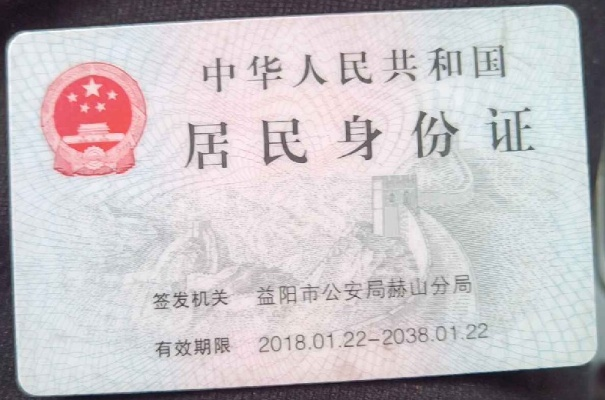 中华人民共和国
居民身份证
签发机关 益阳市公安局赫山分局
有效期限 2018.01.22-2038.01.22